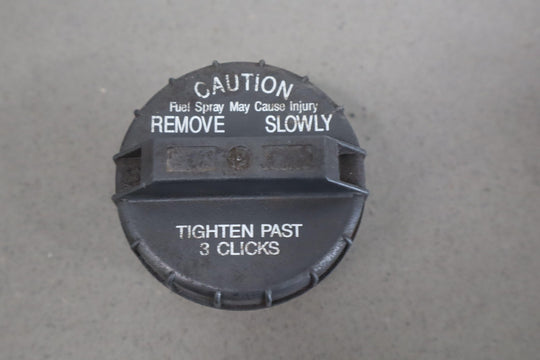 CAUTION
Fuel Spray May Cause Injury
REMOVE SLOWLY
TIGHTEN PAST
3 CLICKS